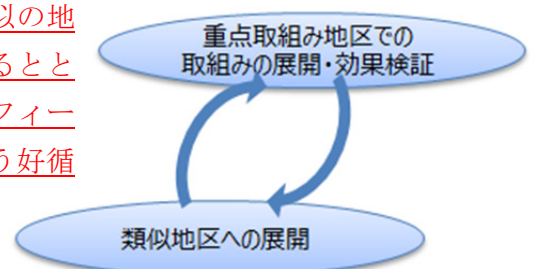 似の地
るとと
フィー
う好循
重点取組み地区での
取組みの展開・効果検証
類似地区への展開